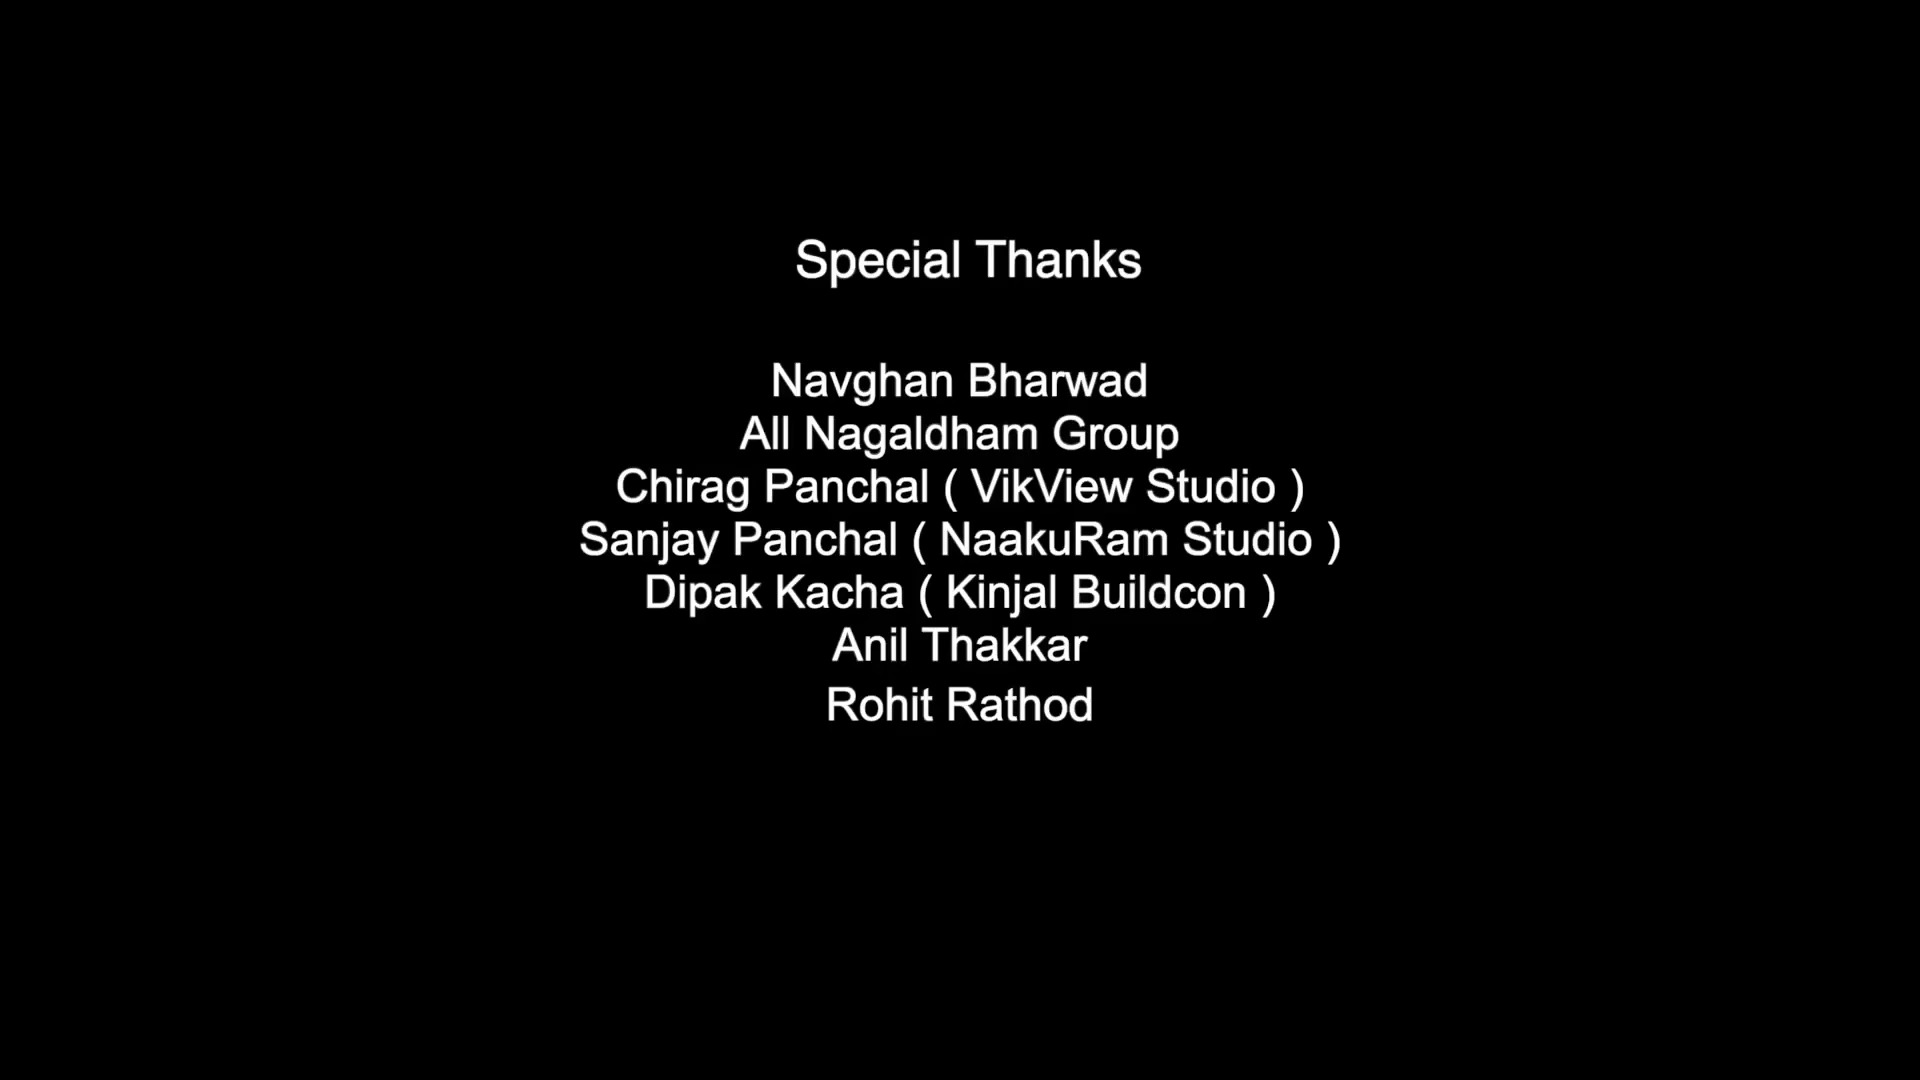 Special Thanks
Navghan Bharwad
All Nagaldham Group
Chirag Panchal ( VikView Studio )
Sanjay Panchal ( NaakuRam Studio )
Dipak Kacha ( Kinjal Buildcon )
Anil Thakkar
Rohit Rathod